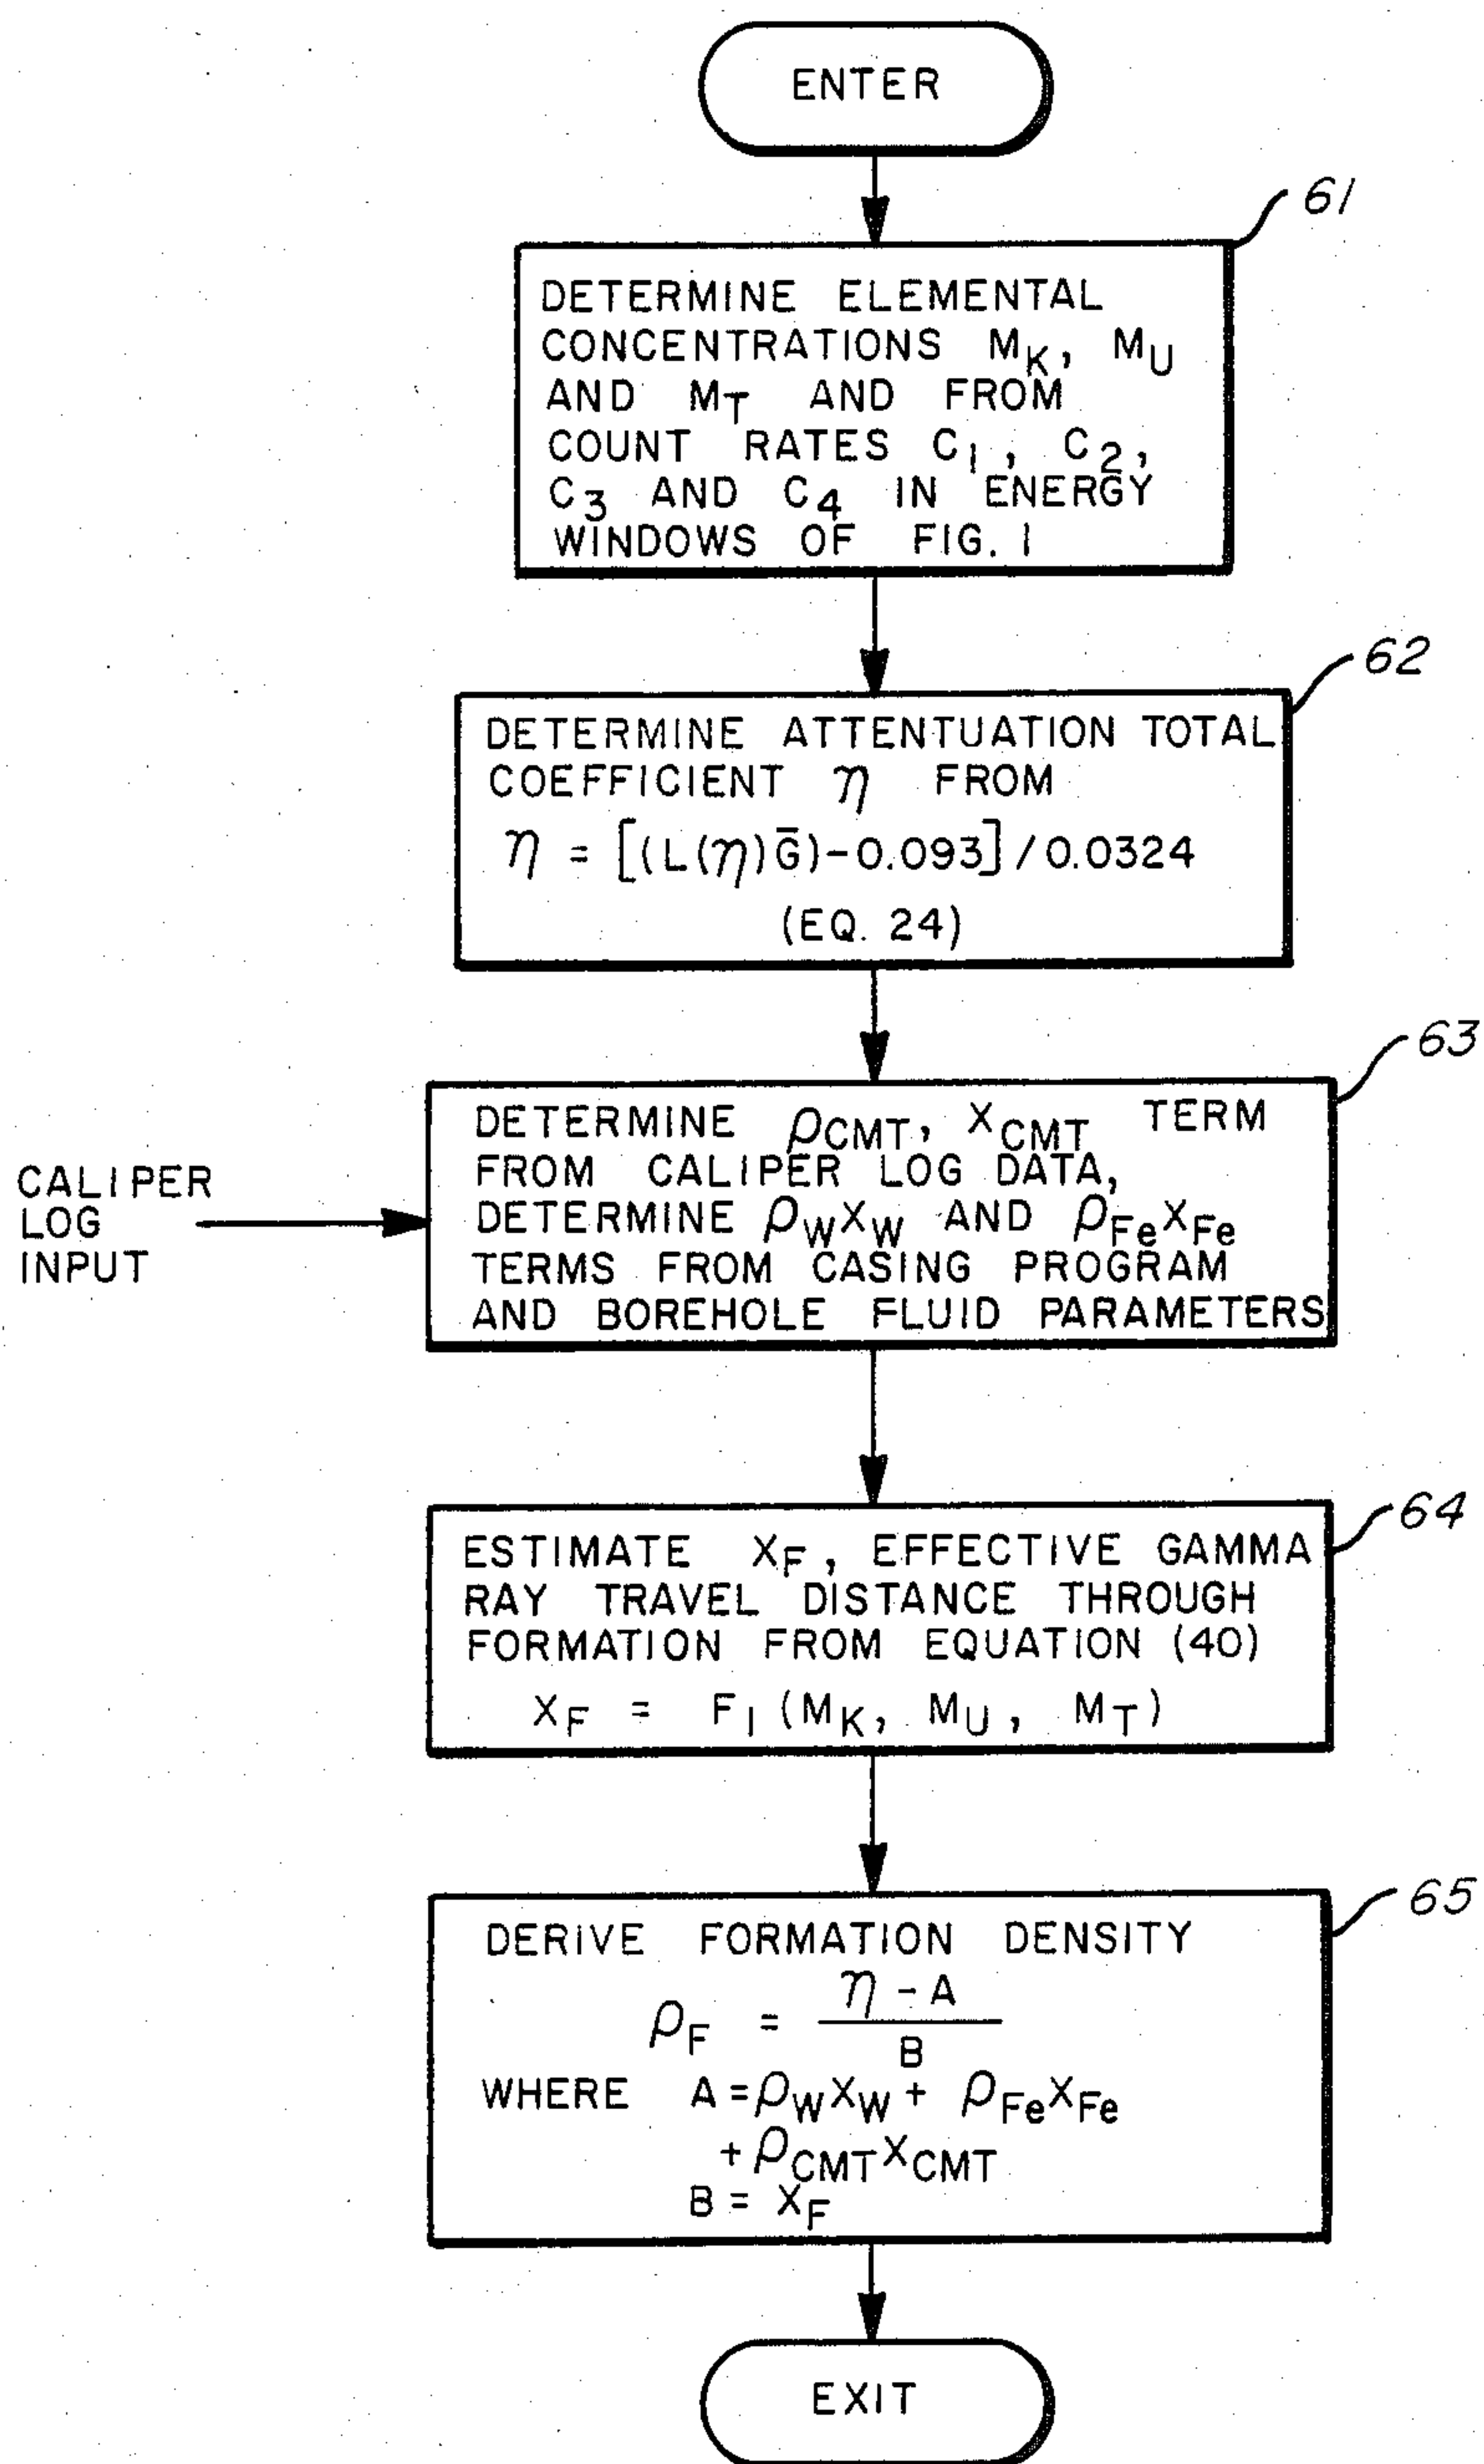 ENTER
61
DETERMINE ELEMENTAL
CONCENTRATIONS M_K, M_U
AND M_T AND FROM
COUNT RATES C_1, C_2,
C_3 AND C_4 IN ENERGY
WINDOWS OF FIG. 1
62
DETERMINE ATTENTUATION TOTAL
COEFFICIENT η FROM
η = [(L(η)G̅)-0.093]/0.0324
(EQ. 24)
63
CALIPER
LOG
INPUT
DETERMINE ρ_CMT, X_CMT TERM
FROM CALIPER LOG DATA,
DETERMINE ρ_W X_W AND ρ_Fe X_Fe
TERMS FROM CASING PROGRAM
AND BOREHOLE FLUID PARAMETERS
64
ESTIMATE X_F, EFFECTIVE GAMMA
RAY TRAVEL DISTANCE THROUGH
FORMATION FROM EQUATION (40)
X_F = F_1 (M_K, M_U, M_T)
65
DERIVE FORMATION DENSITY
ρ_F = (η - A) / B
WHERE A = ρ_W X_W + ρ_Fe X_Fe
+ ρ_CMT X_CMT
B = X_F
EXIT